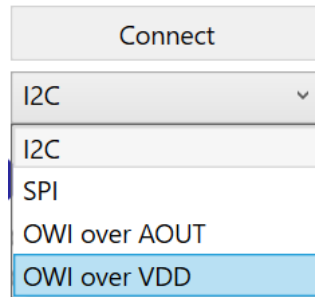 Connect
I2C
I2C
SPI
OWI over AOUT
OWI over VDD